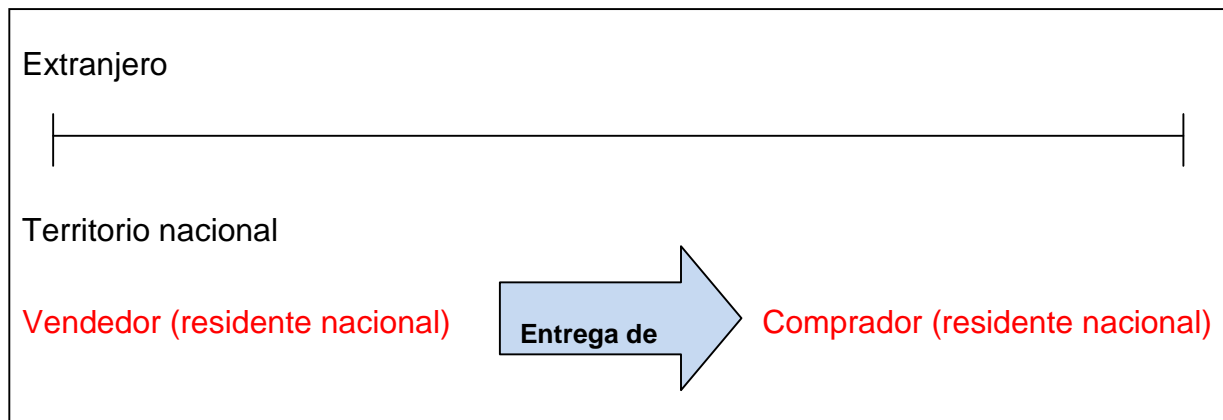 Extranjero
Territorio nacional
Vendedor (residente nacional)
Entrega de
Comprador (residente nacional)